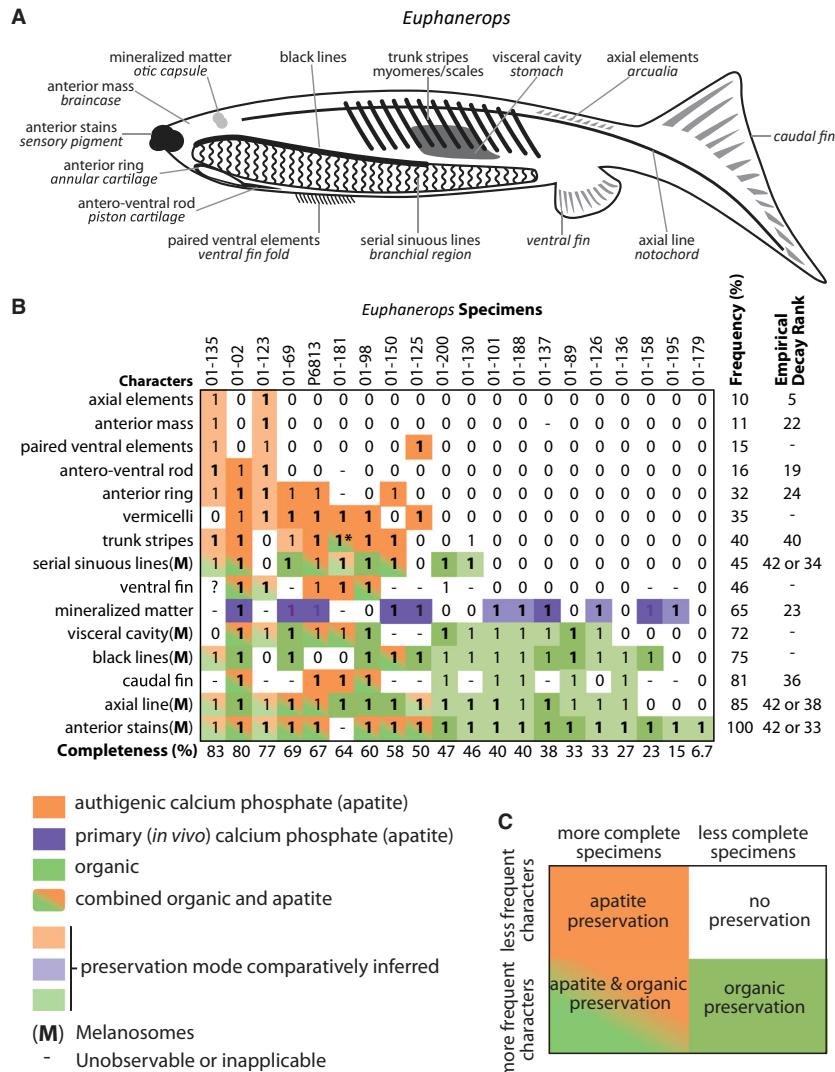 A
Euphanerops
mineralized matter
otic capsule
black lines
trunk stripes
myomeres/scales
visceral cavity
stomach
axial elements
arcualia
anterior mass
braincase
anterior stains
sensory pigment
caudal fin
anterior ring
annular cartilage
antero-ventral rod
piston cartilage
paired ventral elements
ventral fin fold
serial sinuous lines
branchial region
ventral fin
axial line
notochord
B
Euphanerops Specimens
Characters 01-135 01-02 01-123 01-69 P6813 01-181 01-98 01-150 01-125 01-200 01-130 01-101 01-188 01-137 01-89 01-126 01-136 01-158 01-195 01-179 Frequency (%) Empirical Decay Rank
axial elements 1 0 1 0 0 0 0 0 0 0 0 0 0 0 0 0 0 0 0 0 10 5
anterior mass 1 0 1 0 0 0 0 0 0 0 0 0 0 - 0 0 0 0 0 0 11 22
paired ventral elements 1 0 1 0 0 0 0 0 1 0 0 0 0 0 0 0 0 0 0 0 15 -
antero-ventral rod 1 1 1 0 0 - 0 0 0 0 0 0 0 0 0 0 0 0 0 0 16 19
anterior ring 1 1 1 1 1 - 0 1 0 0 0 0 0 0 0 0 0 0 0 0 32 24
vermicelli 0 1 1 1 1 1 1 0 1 0 0 0 0 0 0 0 0 0 0 0 35 -
trunk stripes 1 1 0 1 1 1* 1 1 0 0 1 0 0 0 0 0 0 0 0 0 40 40
serial sinuous lines(M) 1 1 0 1 1 1 1 1 0 1 1 0 0 0 0 0 0 0 0 0 45 42 or 34
ventral fin ? 1 1 - 1 1 1 - - 1 - 0 0 0 0 0 0 - - 0 46 -
mineralized matter - 1 - 1 1 - 0 1 1 0 0 1 1 1 0 1 0 1 1 0 65 23
visceral cavity(M) 0 1 1 1 1 1 1 - - 1 1 1 1 1 1 1 0 0 0 0 72 -
black lines(M) 1 1 0 1 0 0 1 1 1 1 1 1 1 1 1 1 1 1 0 0 75 -
caudal fin - 1 - - 1 1 1 - - 1 - 1 - 1 1 0 1 - - 0 81 36
axial line(M) 1 1 1 1 1 1 1 1 1 1 1 1 1 1 1 1 1 0 0 0 85 42 or 38
anterior stains(M) 1 1 1 1 1 - 1 1 1 1 1 1 1 1 1 1 1 1 1 1 100 42 or 33
Completeness (%) 83 80 77 69 67 64 60 58 50 47 46 40 40 38 33 33 27 23 15 6.7
authigenic calcium phosphate (apatite)
primary (in vivo) calcium phosphate (apatite)
organic
combined organic and apatite
preservation mode comparatively inferred
(M) Melanosomes
- Unobservable or inapplicable
C
more complete
specimens
less complete
specimens
less frequent
characters
apatite
preservation
no
preservation
more frequent
characters
apatite & organic
preservation
organic
preservation